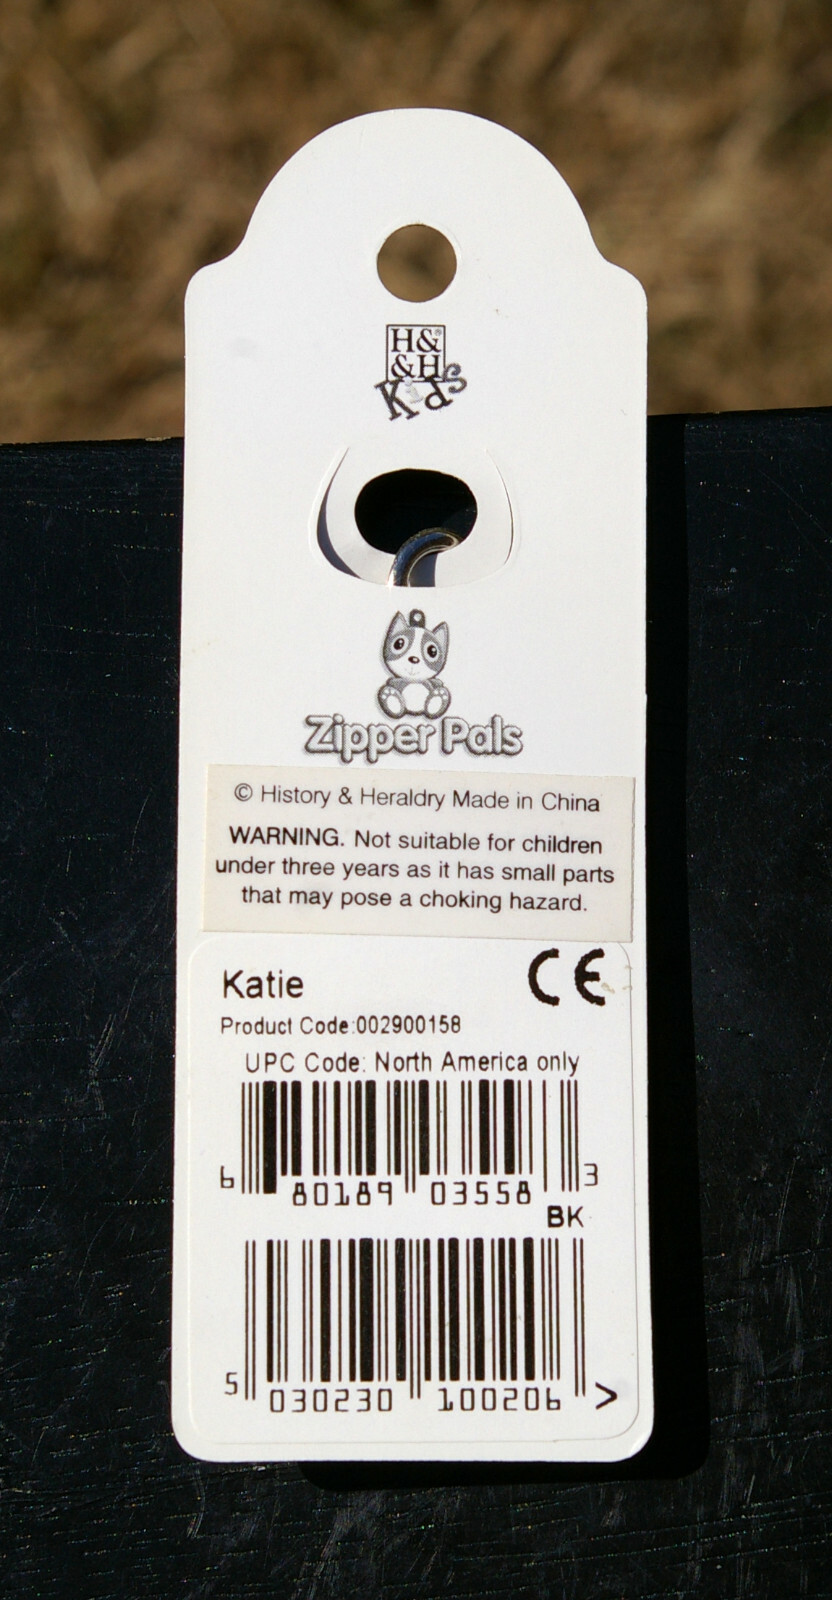 H&
&H
Kids
Zipper Pals
© History & Heraldry Made in China
WARNING. Not suitable for children
under three years as it has small parts
that may pose a choking hazard.
Katie
CE
Product Code:002900158
UPC Code: North America only
6 80189 03558 3
BK
5 030230 100206 >